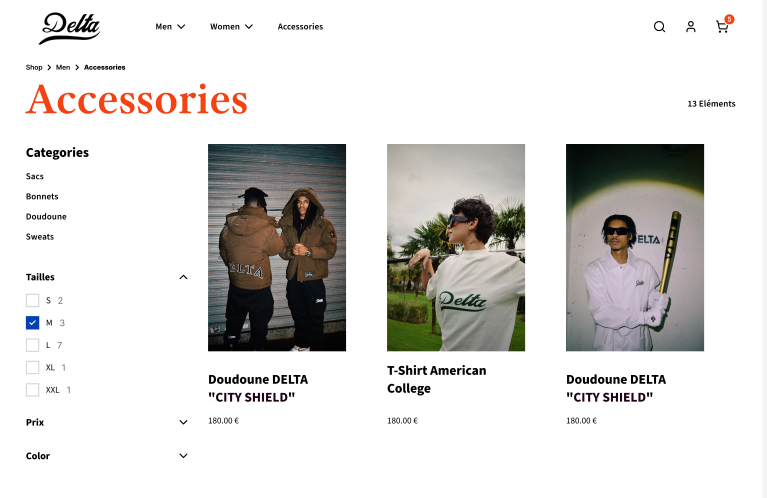 Delta
Men Women Accessories
5
Shop > Men > Accessories
Accessories
13 Eléments
Categories
Sacs
Bonnets
Doudoune
Sweats
Tailles
S 2
M 3
L 7
XL 1
XXL 1
Prix
Color
DELTA
Doudoune DELTA
"CITY SHIELD"
180.00 €
Delta
T-Shirt American
College
180.00 €
DELTA
Doudoune DELTA
"CITY SHIELD"
180.00 €